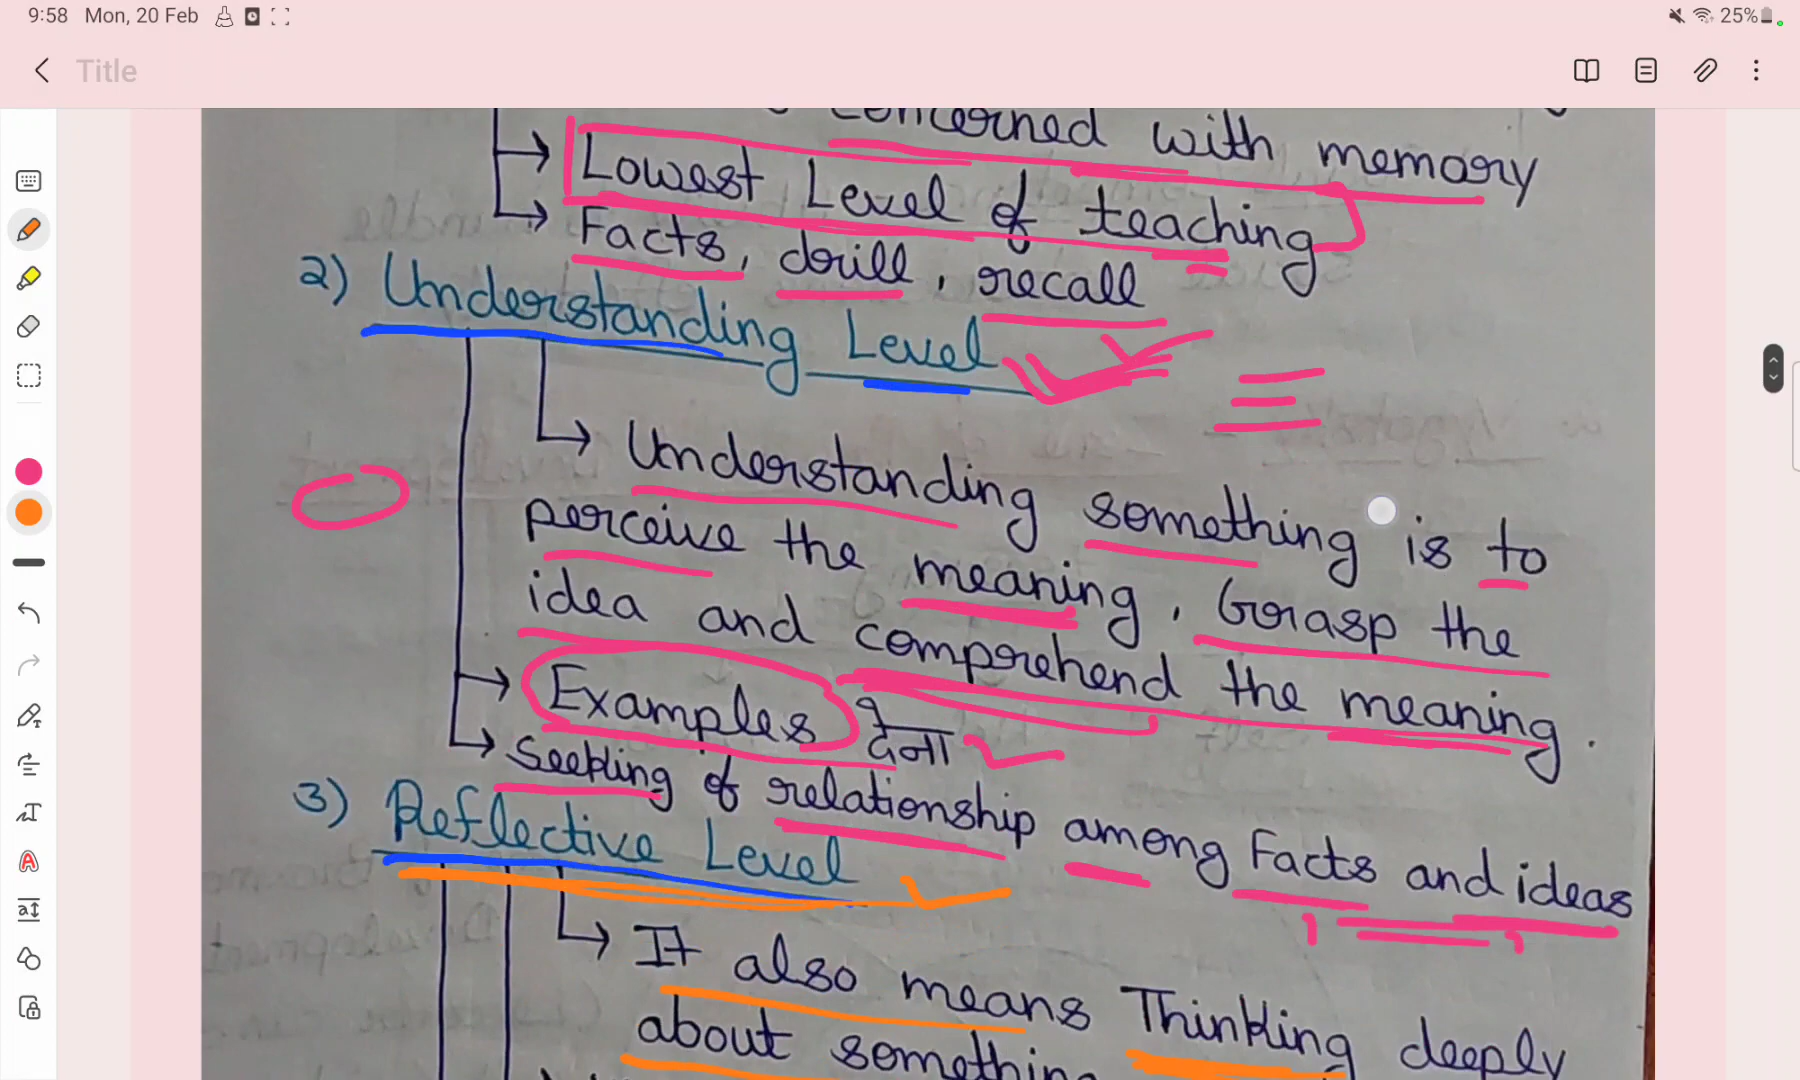 9:58 Mon, 20 Feb
25%
Title
concerned with memory
Lowest Level of teaching
Facts, drill, recall
2) Understanding Level
Understanding something is to
perceive the meaning, Grasp the
idea and comprehend the meaning.
Examples देना
Seekling of relationship among Facts and ideas
3) Reflective Level
It also means Thinking deeply
about something